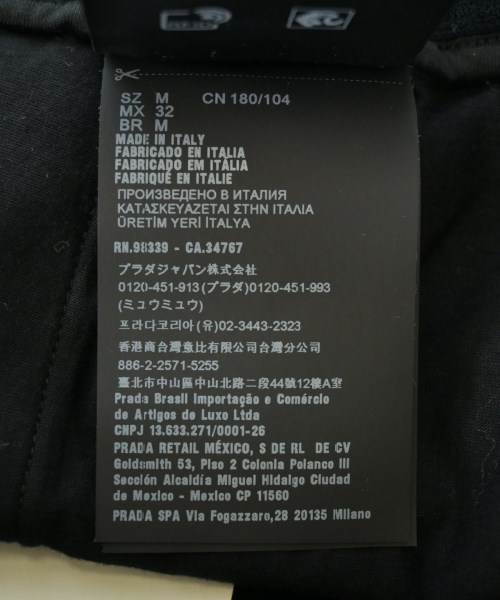 SZ M CN 180/104
MX 32
BR M
MADE IN ITALY
FABRICADO EN ITALIA
FABRICADO EM ITÁLIA
FABRIQUÉ EN ITALIE
ПРОИЗВЕДЕНО В ИТАЛИЯ
ΚΑΤΑΣΚΕΥΑΖΕΤΑΙ ΣΤΗΝ ΙΤΑΛΙΑ
ÜRETİM YERİ İTALYA
RN.98339 - CA.34767
プラダジャパン株式会社
0120-451-913(プラダ)0120-451-993
(ミュウミュウ)
프라다코리아(유)02-3443-2323
香港商台灣意比有限公司台灣分公司
886-2-2571-5255
臺北市中山區中山北路二段44號12樓A室
Prada Brasil Importação e Comércio
de Artigos de Luxo Ltda
CNPJ 13.633.271/0001-26
PRADA RETAIL MÉXICO, S DE RL DE CV
Goldsmith 53, Piso 2 Colonia Polanco III
Sección Alcaldía Miguel Hidalgo Ciudad
de Mexico - Mexico CP 11560
PRADA SPA Via Fogazzaro,28 20135 Milano